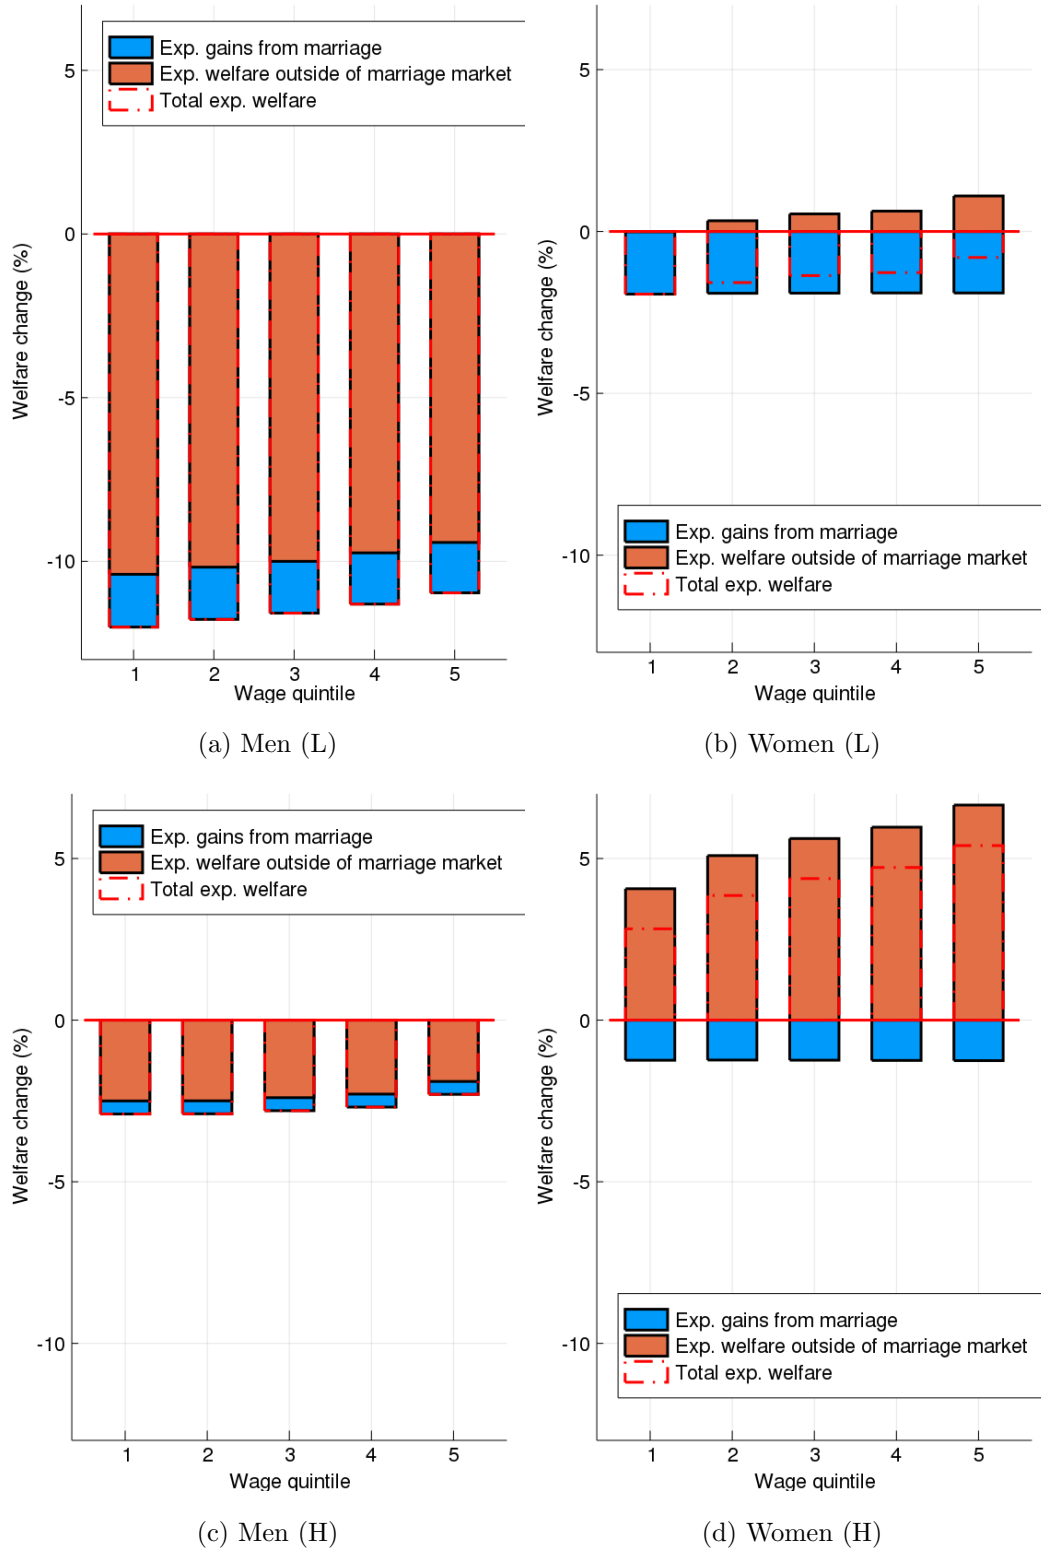 Exp. gains from marriage
Exp. welfare outside of marriage market
Total exp. welfare
5
0
-5
-10
Welfare change (%)
1 2 3 4 5
Wage quintile
(a) Men (L)
5
0
-5
-10
Welfare change (%)
Exp. gains from marriage
Exp. welfare outside of marriage market
Total exp. welfare
1 2 3 4 5
Wage quintile
(b) Women (L)
Exp. gains from marriage
Exp. welfare outside of marriage market
Total exp. welfare
5
0
-5
-10
Welfare change (%)
1 2 3 4 5
Wage quintile
(c) Men (H)
5
0
-5
-10
Welfare change (%)
Exp. gains from marriage
Exp. welfare outside of marriage market
Total exp. welfare
1 2 3 4 5
Wage quintile
(d) Women (H)